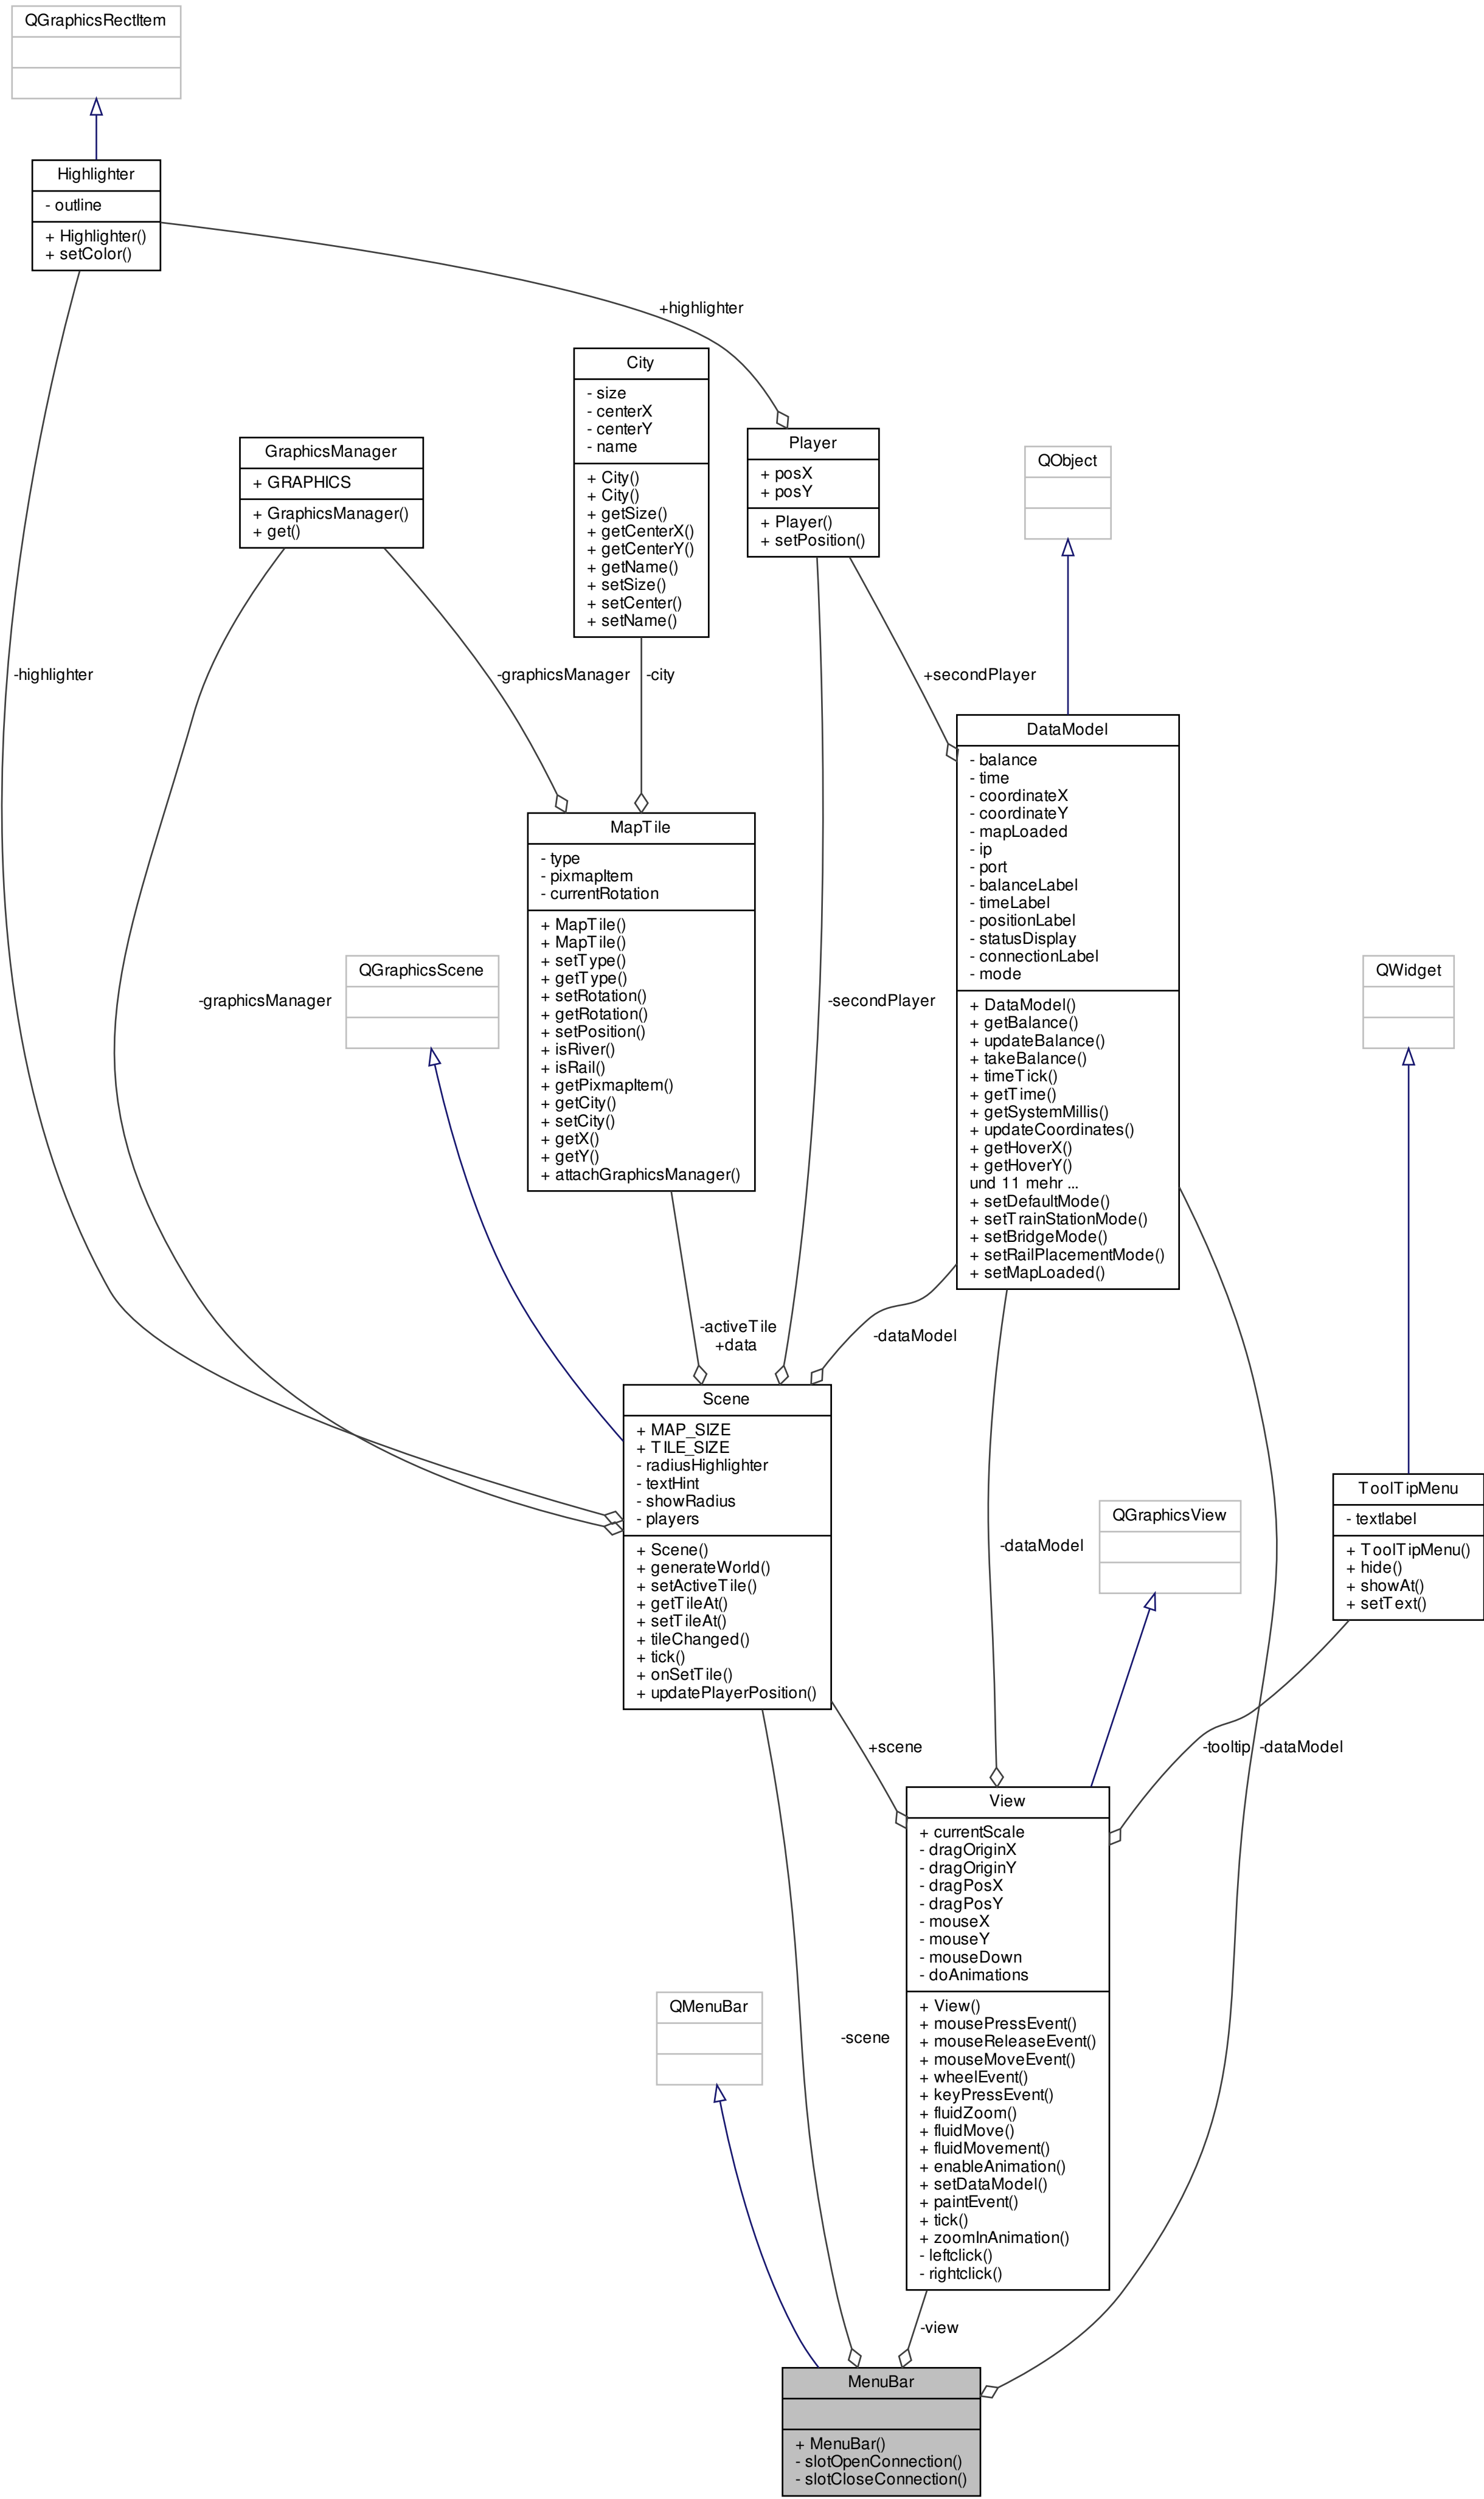 QGraphicsRectItem
Highlighter
- outline
+ Highlighter()
+ setColor()
+highlighter
City
- size
- centerX
- centerY
- name
+ City()
+ City()
+ getSize()
+ getCenterX()
+ getCenterY()
+ getName()
+ setSize()
+ setCenter()
+ setName()
GraphicsManager
+ GRAPHICS
+ GraphicsManager()
+ get()
Player
+ posX
+ posY
+ Player()
+ setPosition()
QObject
-highlighter
-graphicsManager
-city
+secondPlayer
DataModel
- balance
- time
- coordinateX
- coordinateY
- mapLoaded
- ip
- port
- balanceLabel
- timeLabel
- positionLabel
- statusDisplay
- connectionLabel
- mode
+ DataModel()
+ getBalance()
+ updateBalance()
+ takeBalance()
+ timeTick()
+ getTime()
+ getSystemMillis()
+ updateCoordinates()
+ getHoverX()
+ getHoverY()
und 11 mehr ...
+ setDefaultMode()
+ setTrainStationMode()
+ setBridgeMode()
+ setRailPlacementMode()
+ setMapLoaded()
MapTile
- type
- pixmapItem
- currentRotation
+ MapTile()
+ MapTile()
+ setType()
+ getType()
+ setRotation()
+ getRotation()
+ setPosition()
+ isRiver()
+ isRail()
+ getPixmapItem()
+ getCity()
+ setCity()
+ getX()
+ getY()
+ attachGraphicsManager()
QGraphicsScene
QWidget
-graphicsManager
-secondPlayer
-activeTile
+data
-dataModel
Scene
+ MAP_SIZE
+ TILE_SIZE
- radiusHighlighter
- textHint
- showRadius
- players
+ Scene()
+ generateWorld()
+ setActiveTile()
+ getTileAt()
+ setTileAt()
+ tileChanged()
+ tick()
+ onSetTile()
+ updatePlayerPosition()
ToolTipMenu
- textlabel
+ ToolTipMenu()
+ hide()
+ showAt()
+ setText()
QGraphicsView
-dataModel
+scene
-tooltip
-dataModel
View
+ currentScale
- dragOriginX
- dragOriginY
- dragPosX
- dragPosY
- mouseX
- mouseY
- mouseDown
- doAnimations
+ View()
+ mousePressEvent()
+ mouseReleaseEvent()
+ mouseMoveEvent()
+ wheelEvent()
+ keyPressEvent()
+ fluidZoom()
+ fluidMove()
+ fluidMovement()
+ enableAnimation()
+ setDataModel()
+ paintEvent()
+ tick()
+ zoomInAnimation()
- leftclick()
- rightclick()
QMenuBar
-scene
-view
MenuBar
+ MenuBar()
- slotOpenConnection()
- slotCloseConnection()